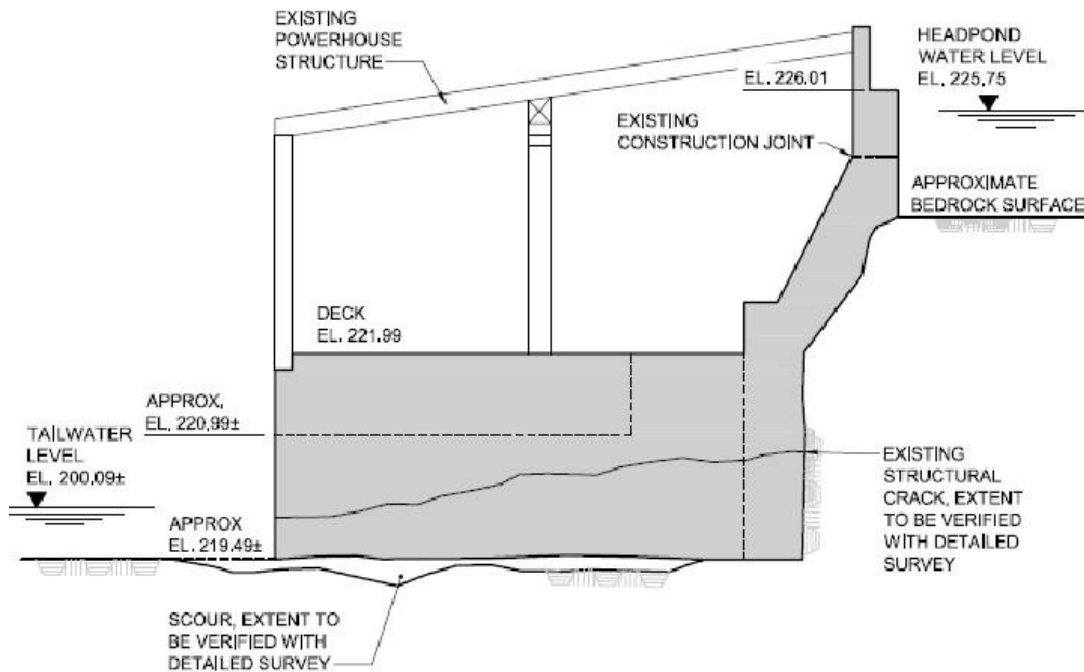 EXISTING
POWERHOUSE
STRUCTURE
HEADPOND
WATER LEVEL
EL. 225.75
EL. 226.01
EXISTING
CONSTRUCTION JOINT
APPROXIMATE
BEDROCK SURFACE
DECK
EL. 221.99
APPROX.
EL. 220.99±
TAILWATER
LEVEL
EL. 200.09±
APPROX
EL. 219.49±
EXISTING
STRUCTURAL
CRACK, EXTENT
TO BE VERIFIED
WITH DETAILED
SURVEY
SCOUR, EXTENT TO
BE VERIFIED WITH
DETAILED SURVEY